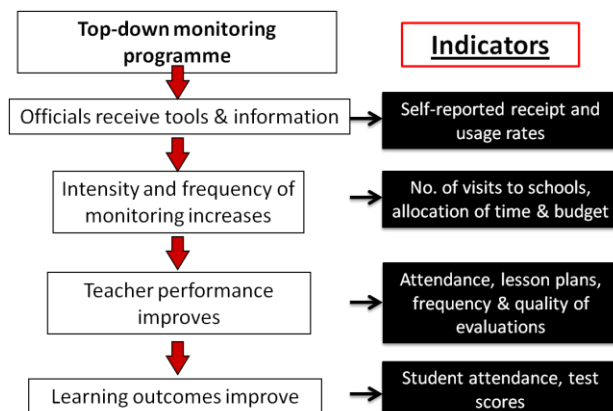 Top-down monitoring
programme
Indicators
Officials receive tools & information
Self-reported receipt and
usage rates
Intensity and frequency of
monitoring increases
No. of visits to schools,
allocation of time & budget
Teacher performance
improves
Attendance, lesson plans,
frequency & quality of
evaluations
Learning outcomes improve
Student attendance, test
scores